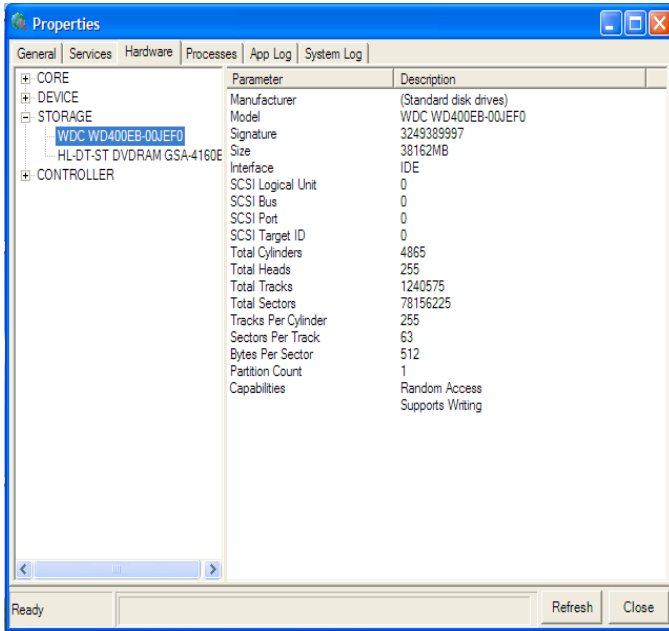 Properties
General Services Hardware Processes App Log System Log
CORE
DEVICE
STORAGE
WDC WD400EB-00JEF0
HL-DT-ST DVDRAM GSA-4160E
CONTROLLER
Parameter Description
Manufacturer (Standard disk drives)
Model WDC WD400EB-00JEF0
Signature 3249389997
Size 38162MB
Interface IDE
SCSI Logical Unit 0
SCSI Bus 0
SCSI Port 0
SCSI Target ID 0
Total Cylinders 4865
Total Heads 255
Total Tracks 1240575
Total Sectors 78156225
Tracks Per Cylinder 255
Sectors Per Track 63
Bytes Per Sector 512
Partition Count 1
Capabilities Random Access
Supports Writing
Ready Refresh Close